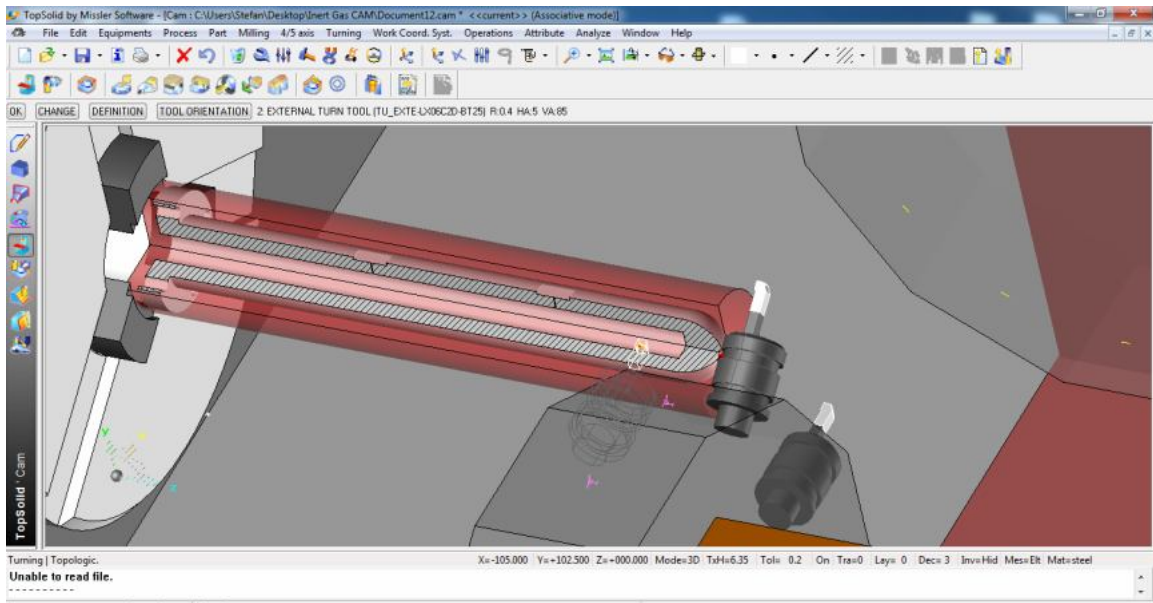 TopSolid by Missler Software - [Cam : C:\Users\Stefan\Desktop\Inert Gas CAM\Document12.cam * <<current>> (Associative mode)]
File Edit Equipments Process Part Milling 4/5 axis Turning Work Coord. Syst. Operations Attribute Analyze Window Help
OK CHANGE DEFINITION TOOL ORIENTATION 2: EXTERNAL TURN TOOL (TU_EXTE-LX06C2D-BT25) R:0.4 HA:5 VA:85
Y
X
TopSolid'Cam
Turning | Topologic.
X=-105.000 Y=+102.500 Z=+000.000 Mode=3D TxH=6.35 Tol= 0.2 On Tra=0 Lay= 0 Dec= 3 Inv=Hid Mes=Elt Mat=steel
Unable to read file.
----------